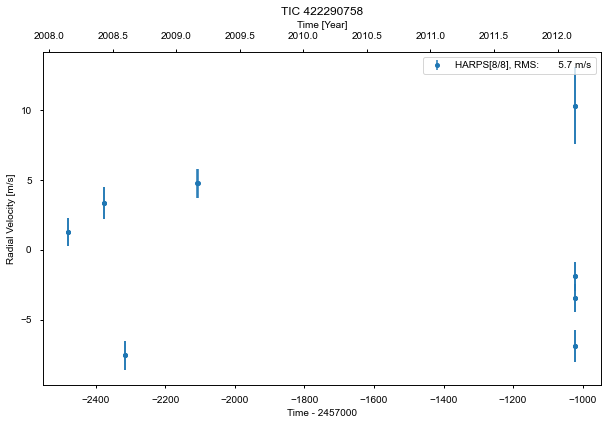 TIC 422290758
Time [Year]
2008.0 2008.5 2009.0 2009.5 2010.0 2010.5 2011.0 2011.5 2012.0
HARPS[8/8], RMS: 5.7 m/s
10
5
0
−5
Radial Velocity [m/s]
−2400 −2200 −2000 −1800 −1600 −1400 −1200 −1000
Time - 2457000